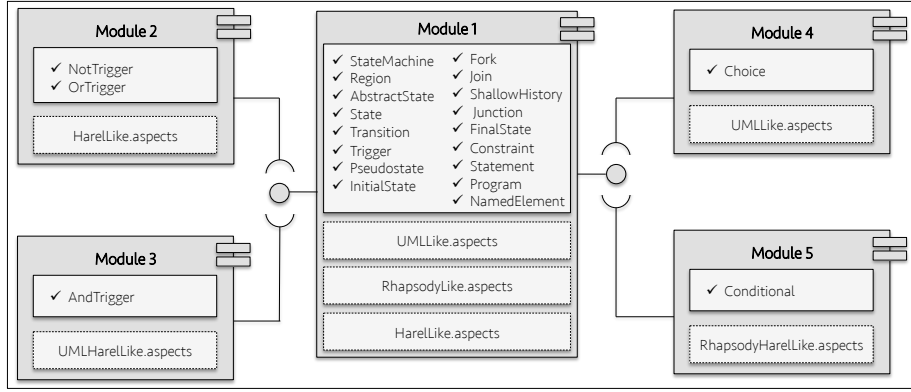 Module 2
✓ NotTrigger
✓ OrTrigger
HarelLike.aspects
Module 3
✓ AndTrigger
UMLHarelLike.aspects
Module 1
✓ StateMachine
✓ Region
✓ AbstractState
✓ State
✓ Transition
✓ Trigger
✓ Pseudostate
✓ InitialState
✓ Fork
✓ Join
✓ ShallowHistory
✓ Junction
✓ FinalState
✓ Constraint
✓ Statement
✓ Program
✓ NamedElement
UMLLike.aspects
RhapsodyLike.aspects
HarelLike.aspects
Module 4
✓ Choice
UMLLike.aspects
Module 5
✓ Conditional
RhapsodyHarelLike.aspects